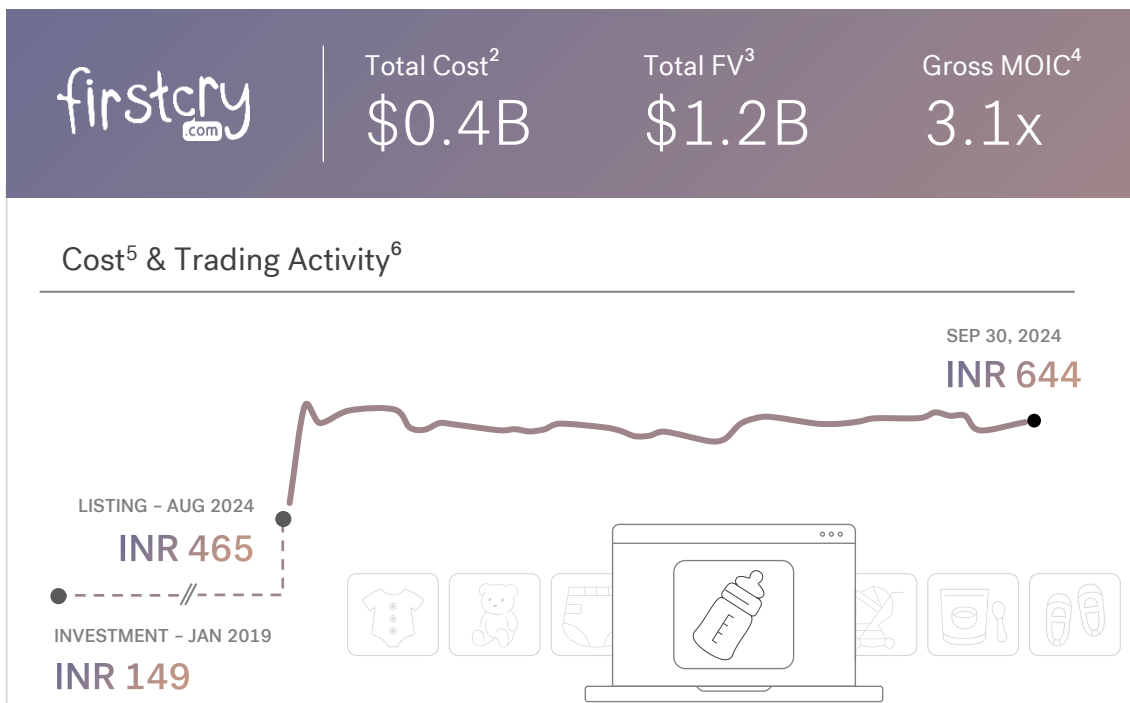 firstcry
.com
Total Cost²
$0.4B
Total FV³
$1.2B
Gross MOIC⁴
3.1x
Cost⁵ & Trading Activity⁶
SEP 30, 2024
INR 644
LISTING – AUG 2024
INR 465
INVESTMENT – JAN 2019
INR 149